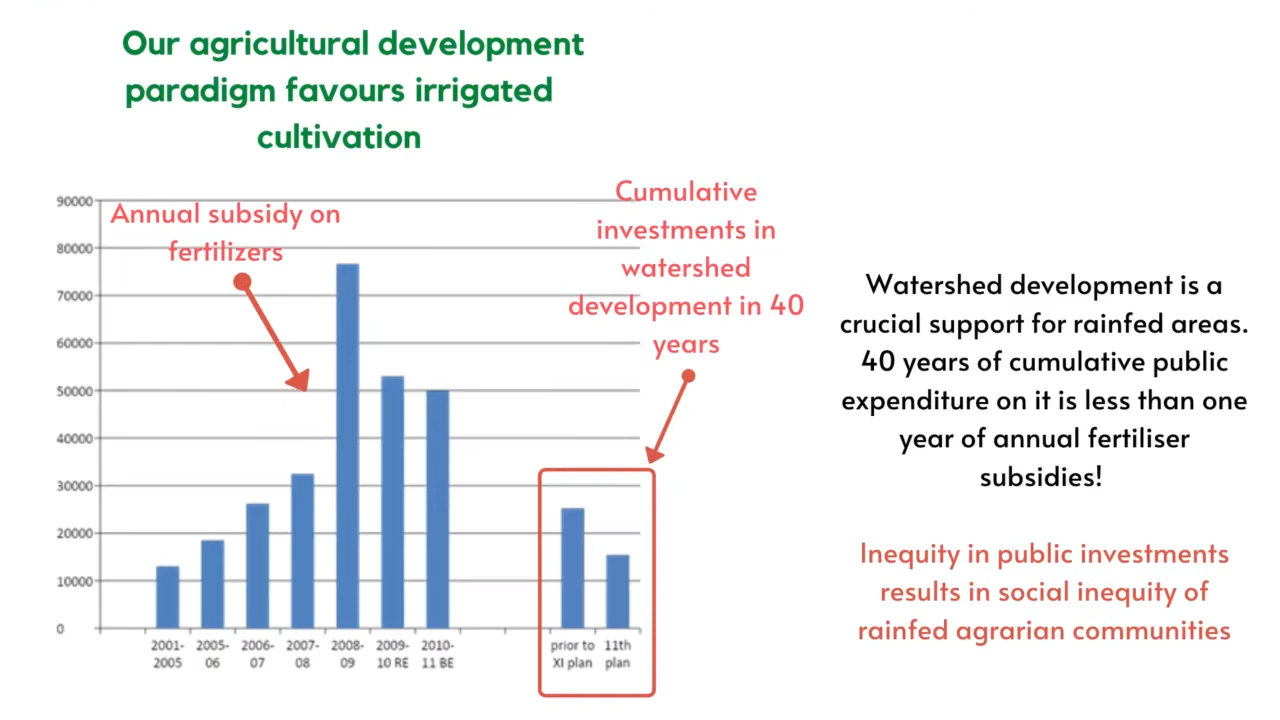 Our agricultural development
paradigm favours irrigated
cultivation
Annual subsidy on
fertilizers
Cumulative
investments in
watershed
development in 40
years
90000
80000
70000
60000
50000
40000
30000
20000
10000
0
2001-
2005
2005-
06
2006-
07
2007-
08
2008-
09
2009-
10 RE
2010-
11 BE
prior to
XI plan
11th
plan
Watershed development is a
crucial support for rainfed areas.
40 years of cumulative public
expenditure on it is less than one
year of annual fertiliser
subsidies!
Inequity in public investments
results in social inequity of
rainfed agrarian communities